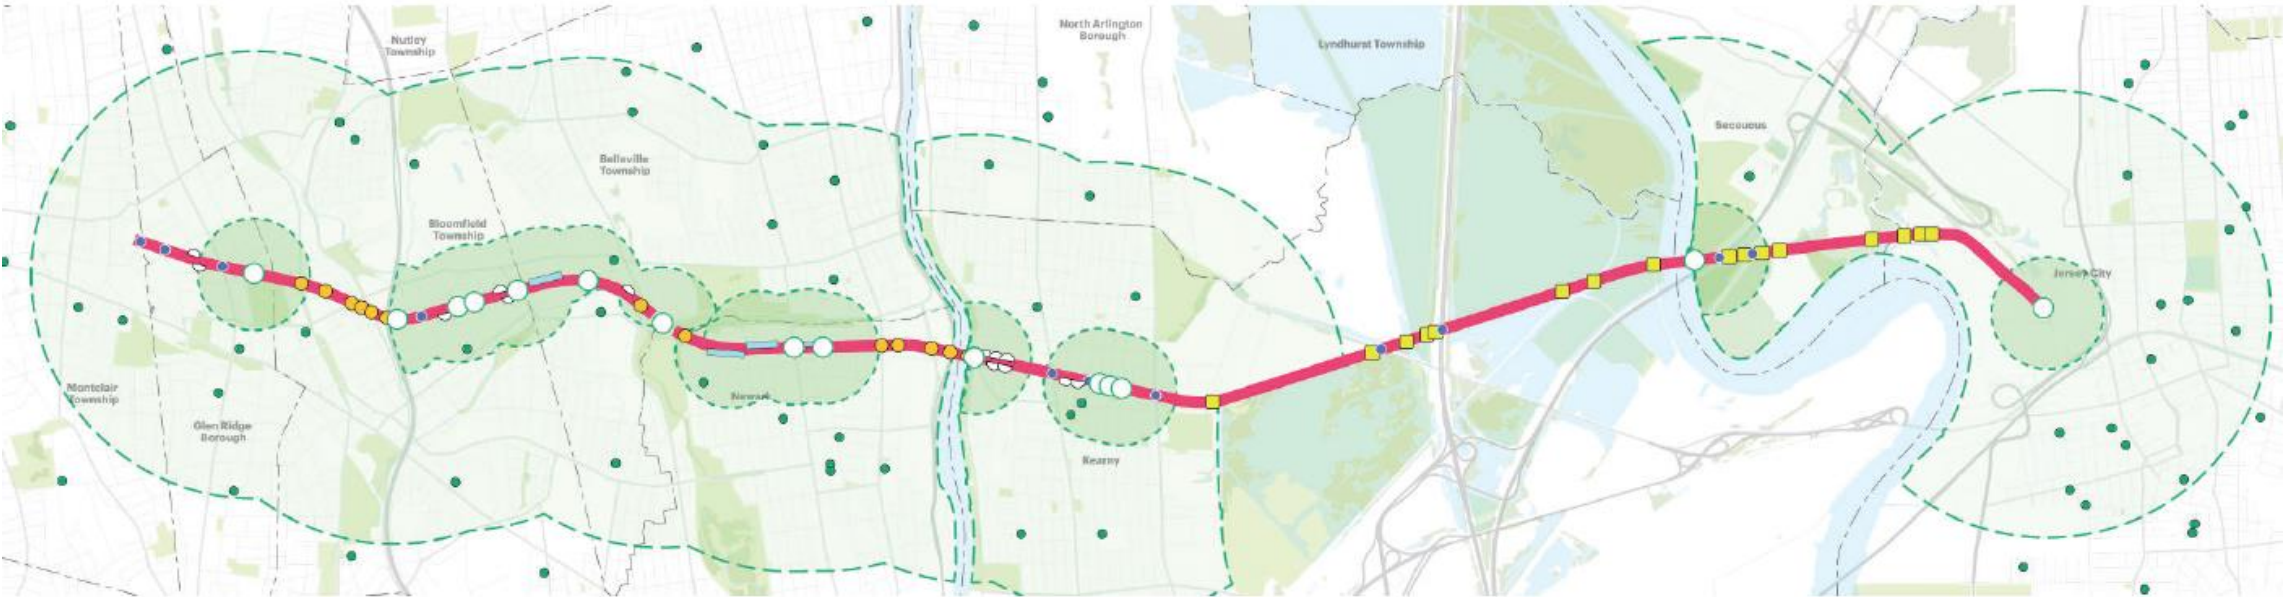 Nutley
Township
North Arlington
Borough
Lyndhurst Township
Secaucus
Belleville
Township
Bloomfield
Township
Jersey City
Montclair
Township
Newark
Glen Ridge
Borough
Kearny